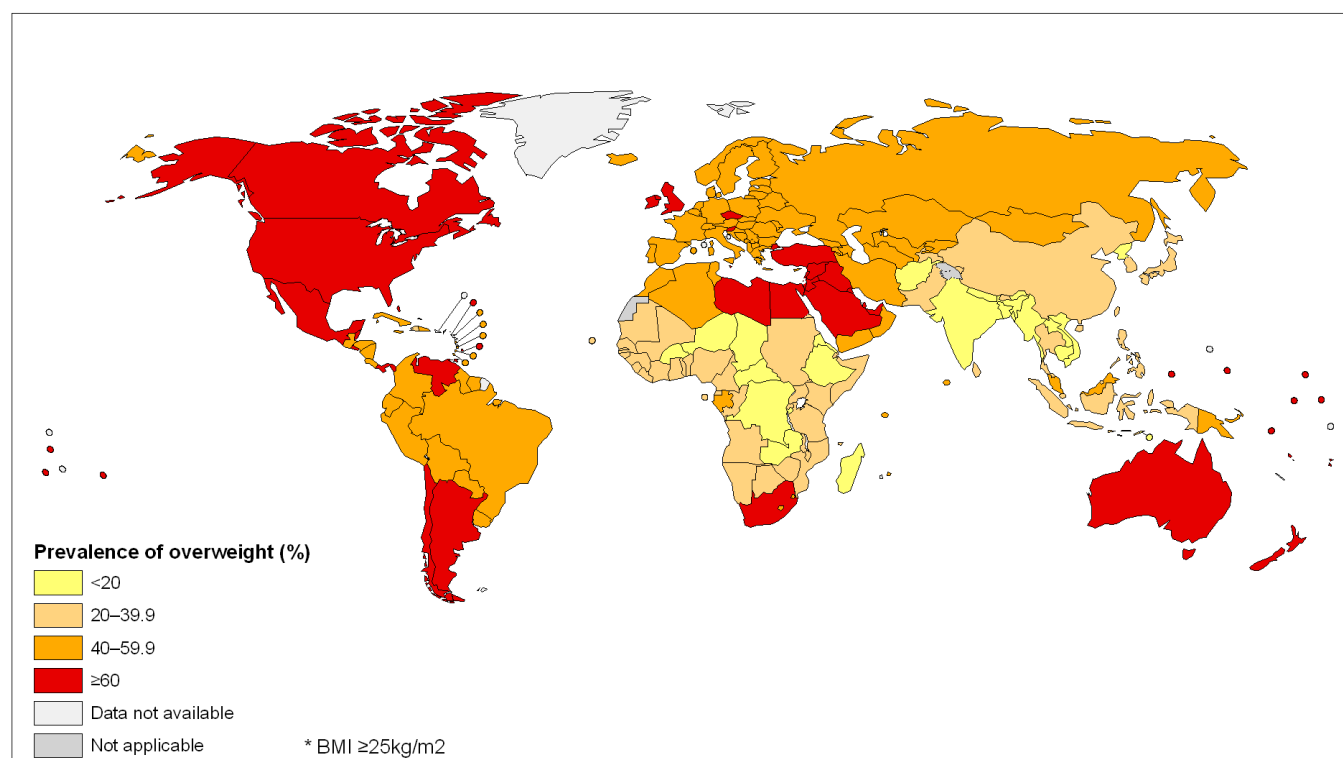 Prevalence of overweight (%)
<20
20–39.9
40–59.9
≥60
Data not available
Not applicable
* BMI ≥25kg/m2